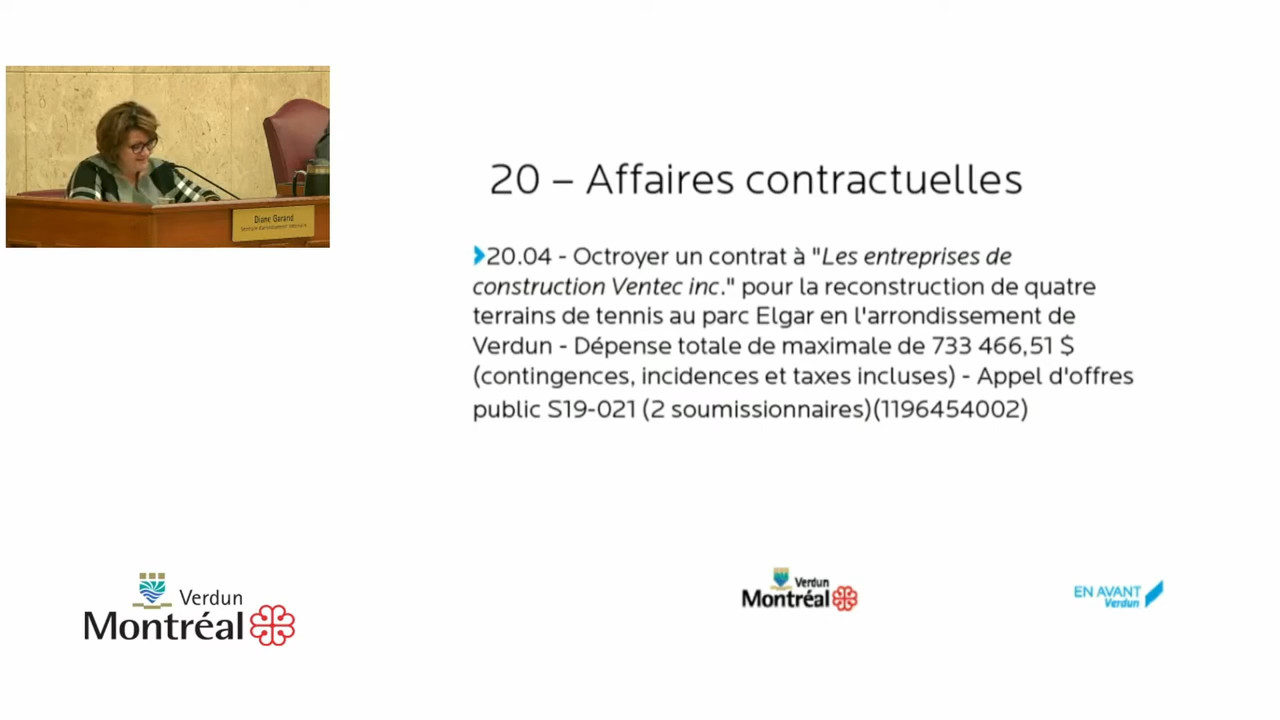 20 – Affaires contractuelles
20.04 - Octroyer un contrat à "Les entreprises de
construction Ventec inc." pour la reconstruction de quatre
terrains de tennis au parc Elgar en l'arrondissement de
Verdun - Dépense totale de maximale de 733 466,51 $
(contingences, incidences et taxes incluses) - Appel d'offres
public S19-021 (2 soumissionnaires)(1196454002)
Diane Garand
Verdun
Montréal
Verdun
Montréal
EN AVANT
Verdun